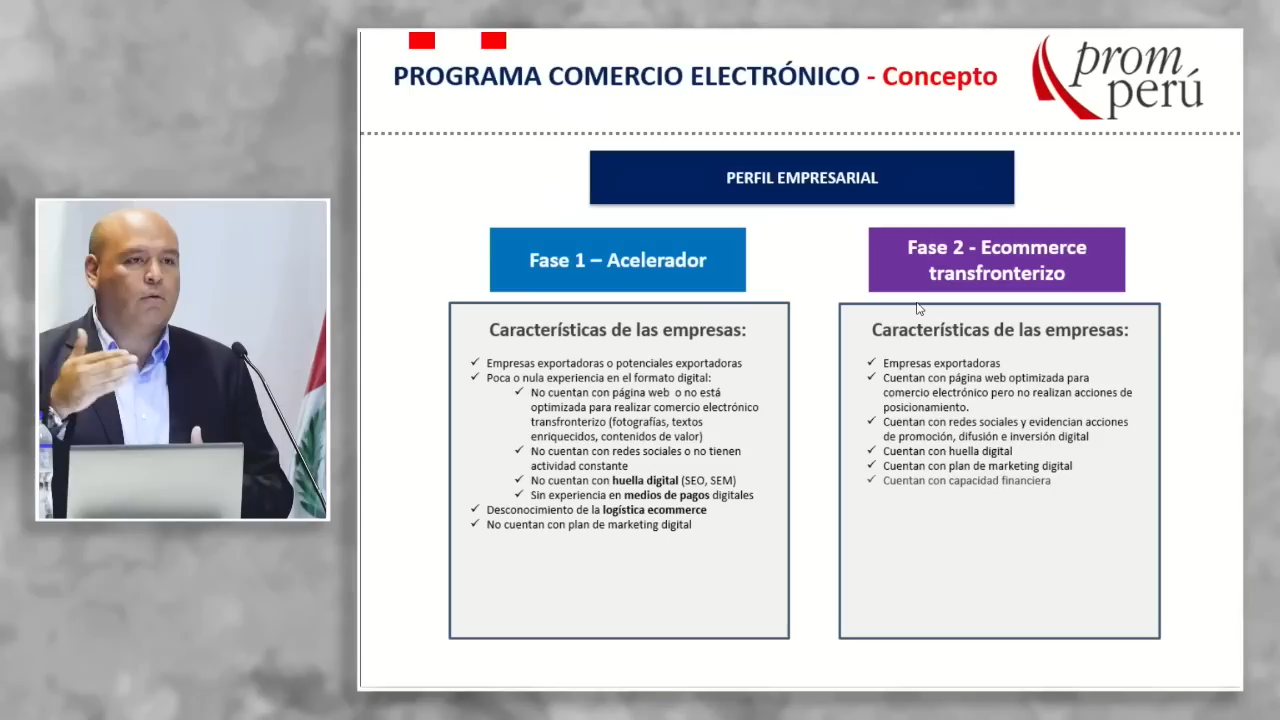 PROGRAMA COMERCIO ELECTRÓNICO - Concepto
prom
perú
PERFIL EMPRESARIAL
Fase 1 – Acelerador
Características de las empresas:
Empresas exportadoras o potenciales exportadoras
Poca o nula experiencia en el formato digital:
No cuentan con página web o no está
optimizada para realizar comercio electrónico
transfronterizo (fotografías, textos
enriquecidos, contenidos de valor)
No cuentan con redes sociales o no tienen
actividad constante
No cuentan con huella digital (SEO, SEM)
Sin experiencia en medios de pagos digitales
Desconocimiento de la logística ecommerce
No cuentan con plan de marketing digital
Fase 2 - Ecommerce
transfronterizo
Características de las empresas:
Empresas exportadoras
Cuentan con página web optimizada para
comercio electrónico pero no realizan acciones de
posicionamiento.
Cuentan con redes sociales y evidencian acciones
de promoción, difusión e inversión digital
Cuentan con huella digital
Cuentan con plan de marketing digital
Cuentan con capacidad financiera